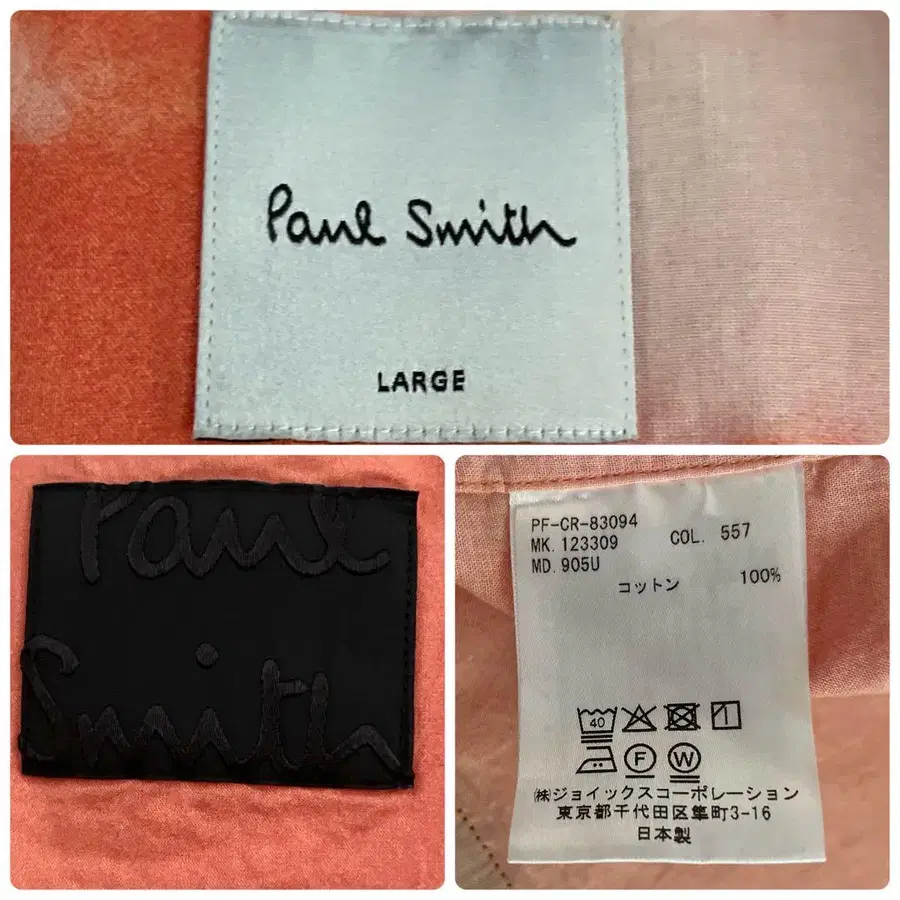 Paul Smith
LARGE
Paul
Smith
PF-CR-83094
MK. 123309 COL. 557
MD. 905U
コットン 100%
40
F W
㈱ジョイックスコーポレーション
東京都千代田区隼町3-16
日本製